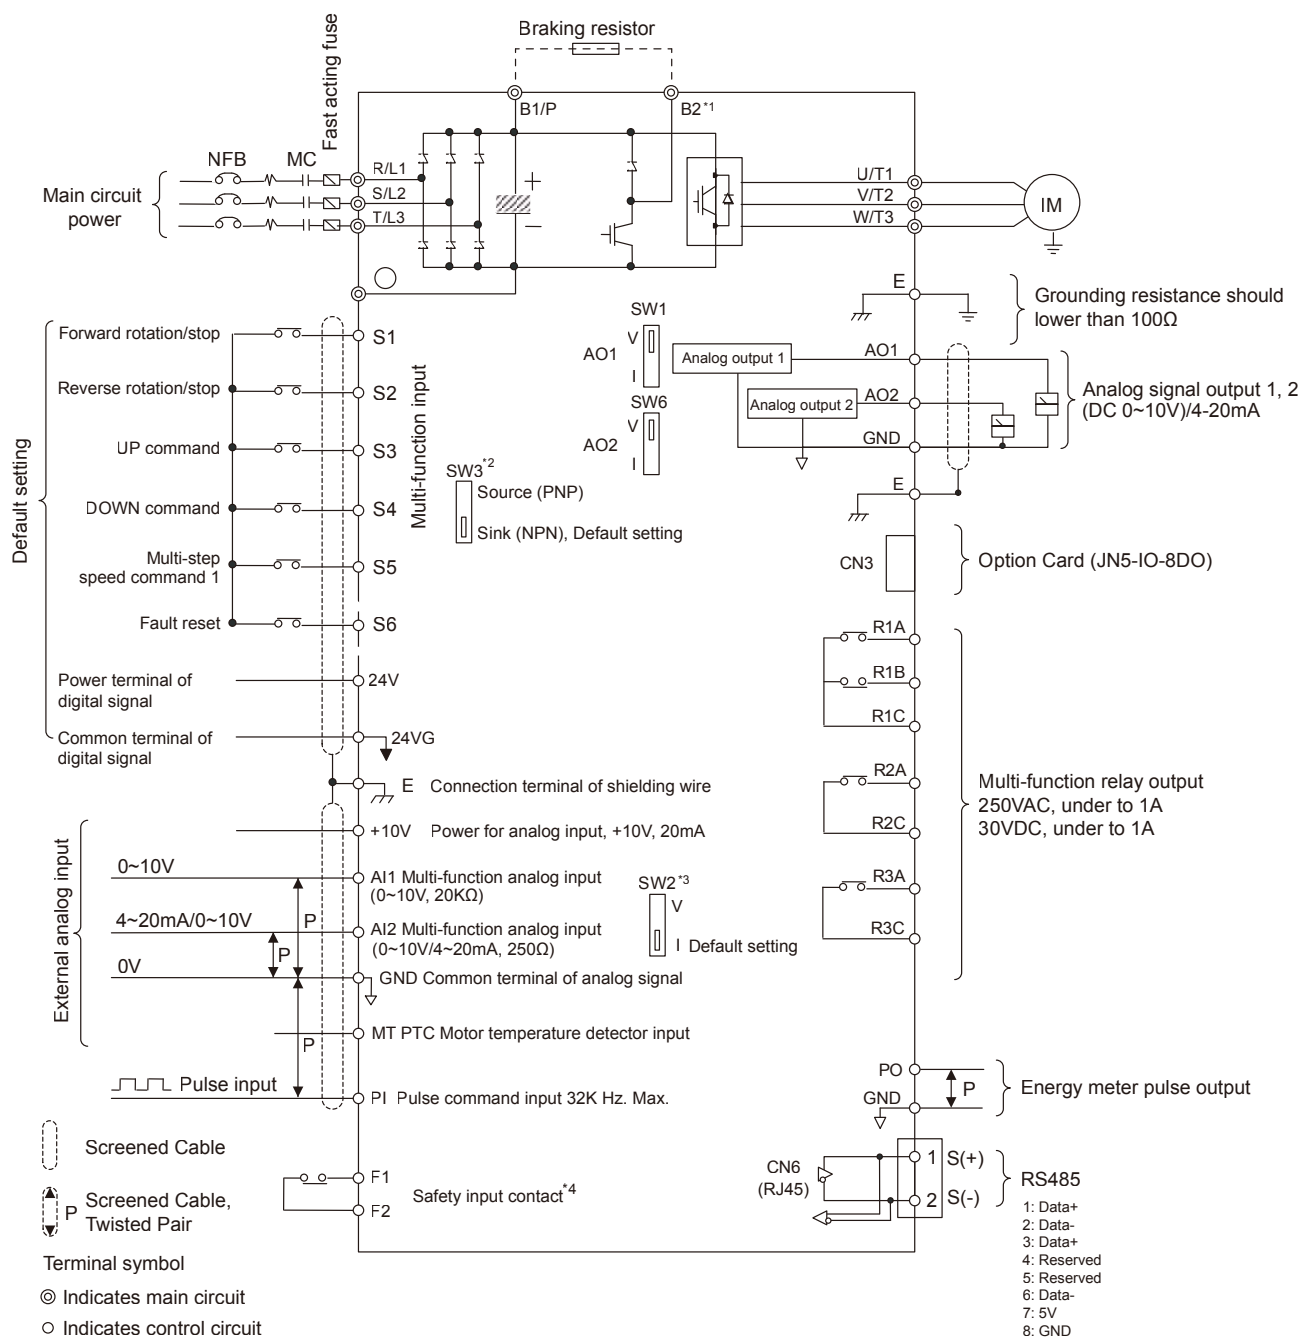 Braking resistor
Fast acting fuse
B1/P
B2*1
NFB
MC
Main circuit
power
R/L1
S/L2
T/L3
+
−
U/T1
V/T2
W/T3
IM
E
Grounding resistance should
lower than 100Ω
Default setting
Forward rotation/stop
S1
Reverse rotation/stop
S2
UP command
S3
DOWN command
S4
Multi-step
speed command 1
S5
Fault reset
S6
Multi-function input
Power terminal of
digital signal
24V
Common terminal of
digital signal
24VG
E Connection terminal of shielding wire
SW1
V
AO1
I
SW6
V
AO2
I
SW3*2
Source (PNP)
Sink (NPN), Default setting
Analog output 1
AO1
Analog output 2
AO2
GND
Analog signal output 1, 2
(DC 0~10V)/4-20mA
E
CN3
Option Card (JN5-IO-8DO)
R1A
R1B
R1C
R2A
R2C
R3A
R3C
Multi-function relay output
250VAC, under to 1A
30VDC, under to 1A
External analog input
+10V Power for analog input, +10V, 20mA
0~10V
AI1 Multi-function analog input
(0~10V, 20KΩ)
P
4~20mA/0~10V
AI2 Multi-function analog input
(0~10V/4~20mA, 250Ω)
P
0V
GND Common terminal of analog signal
SW2*3
V
I Default setting
MT PTC Motor temperature detector input
P
Pulse input
PI Pulse command input 32K Hz. Max.
PO
P
GND
Energy meter pulse output
Screened Cable
P
Screened Cable,
Twisted Pair
F1
F2
Safety input contact*4
CN6
(RJ45)
1 S(+)
2 S(-)
RS485
1: Data+
2: Data-
3: Data+
4: Reserved
5: Reserved
6: Data-
7: 5V
8: GND
Terminal symbol
Indicates main circuit
Indicates control circuit